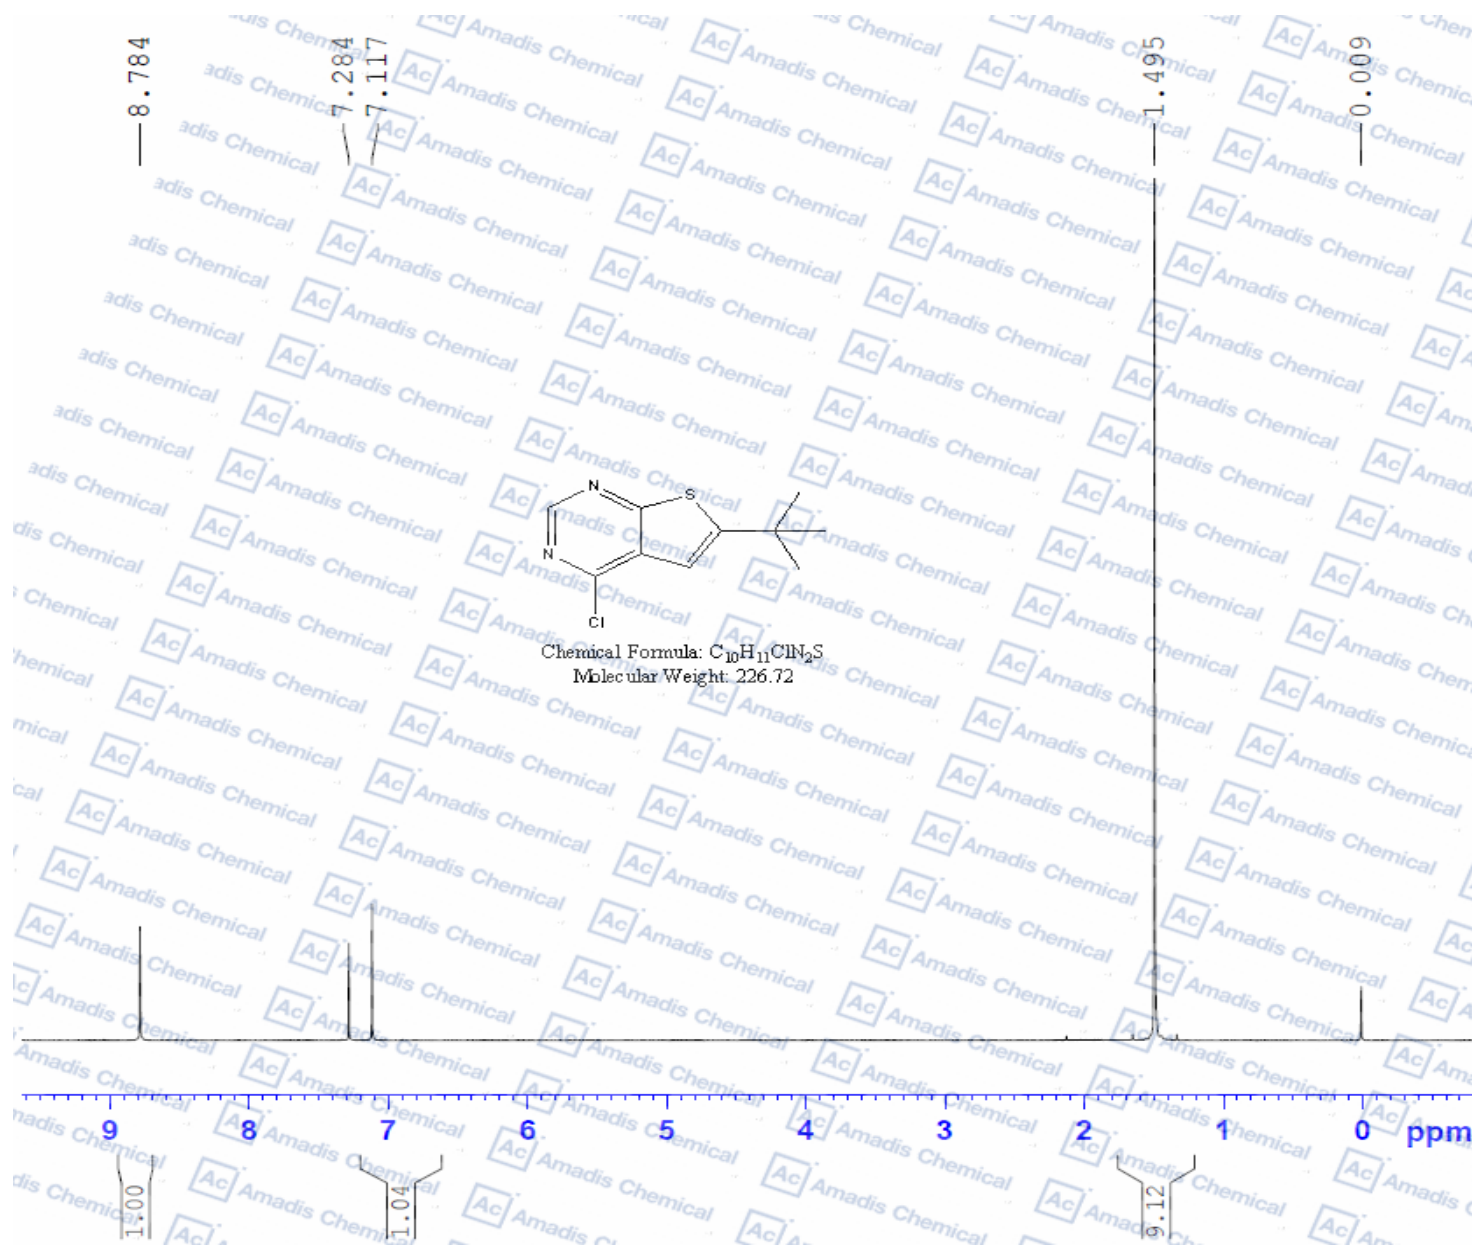 8.784
7.284
7.117
1.495
0.009
N
S
N
Cl
Chemical Formula: C₁₀H₁₁ClN₂S
Molecular Weight: 226.72
9 8 7 6 5 4 3 2 1 0 ppm
1.00
1.04
9.12
Ac Amadis Chemical